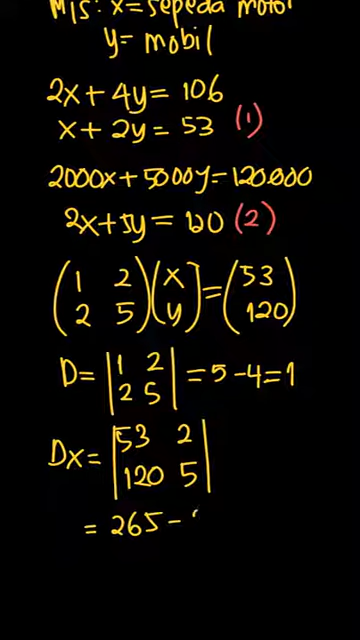 M/s: x = sepeda motor
y = mobil
2x + 4y = 106
x + 2y = 53 (1)
2000x + 5000y = 120.000
2x + 5y = 120 (2)
(1 2) (x) = (53)
(2 5) (y) (120)
D = |1 2| = 5 - 4 = 1
|2 5|
Dx = |53 2|
|120 5|
= 265 -